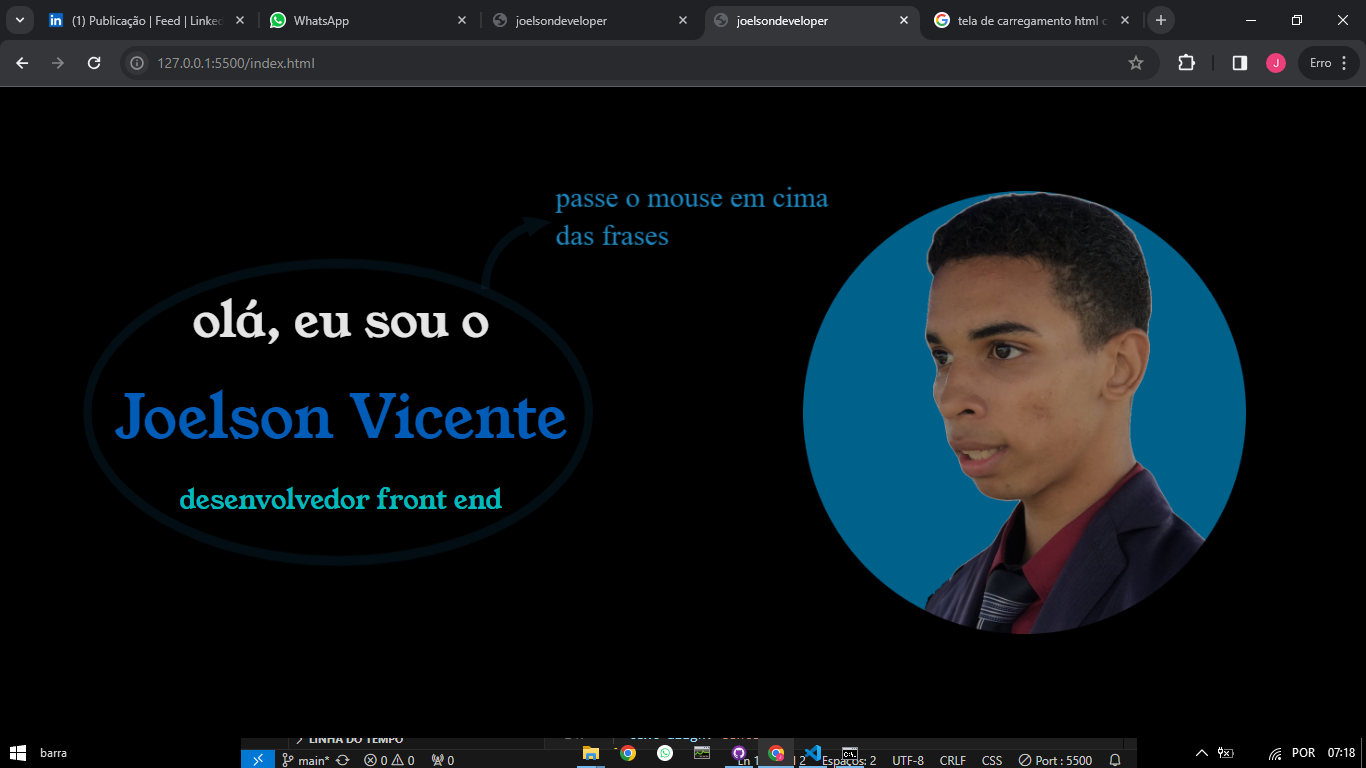 (1) Publicação | Feed | Linked
WhatsApp
joelsondeveloper
joelsondeveloper
tela de carregamento html c
127.0.0.1:5500/index.html
J
Erro
passe o mouse em cima
das frases
olá, eu sou o
Joelson Vicente
desenvolvedor front end
LINHA DO TEMPO
barra
main*
0
0
0
Ln 1
2
Espaços: 2
UTF-8
CRLF
CSS
Port : 5500
POR
07:18